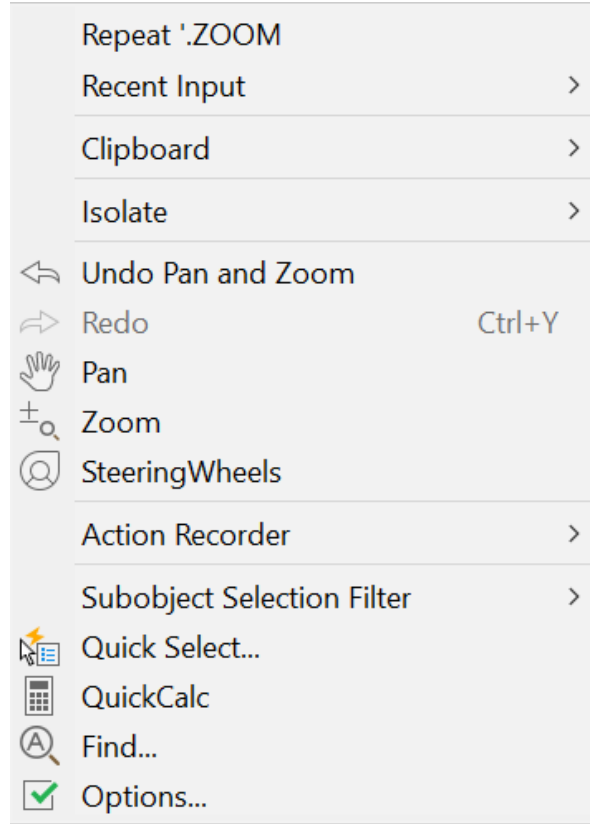 Repeat '.ZOOM
Recent Input
Clipboard
Isolate
Undo Pan and Zoom
Redo Ctrl+Y
Pan
Zoom
SteeringWheels
Action Recorder
Subobject Selection Filter
Quick Select...
QuickCalc
Find...
Options...